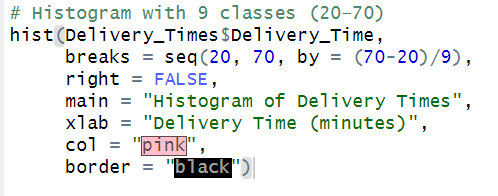 # Histogram with 9 classes (20-70)
hist(Delivery_Times$Delivery_Time,
     breaks = seq(20, 70, by = (70-20)/9),
     right = FALSE,
     main = "Histogram of Delivery Times",
     xlab = "Delivery Time (minutes)",
     col = "pink",
     border = "black")